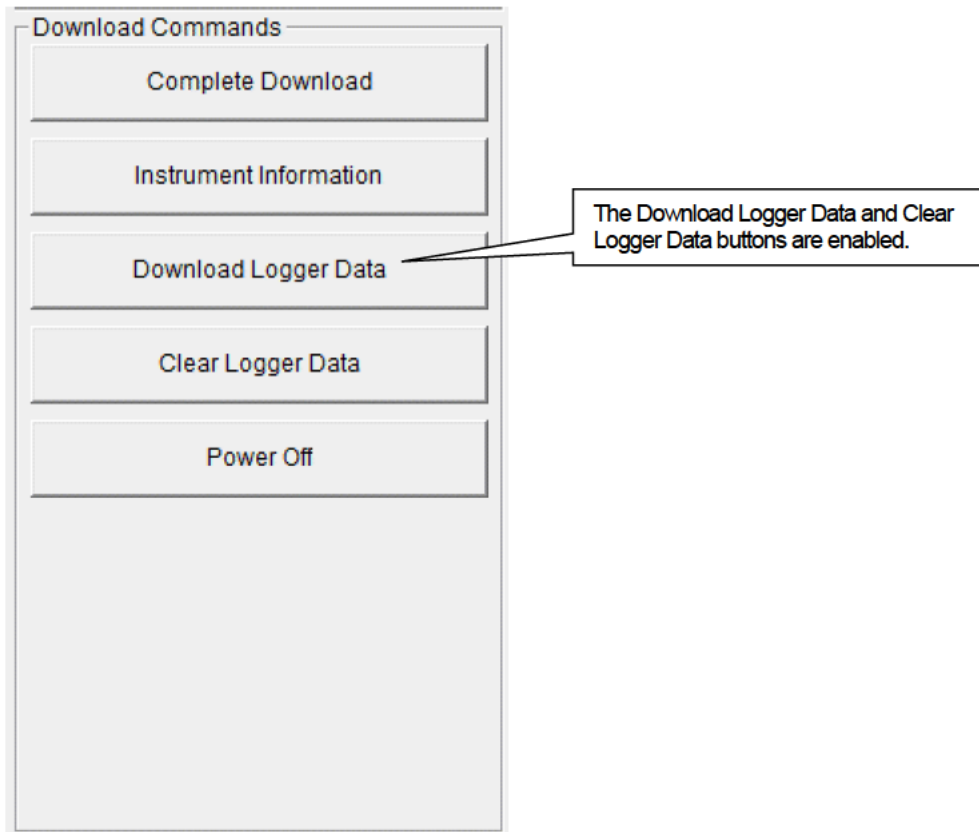 Download Commands
Complete Download
Instrument Information
The Download Logger Data and Clear
Logger Data buttons are enabled.
Download Logger Data
Clear Logger Data
Power Off